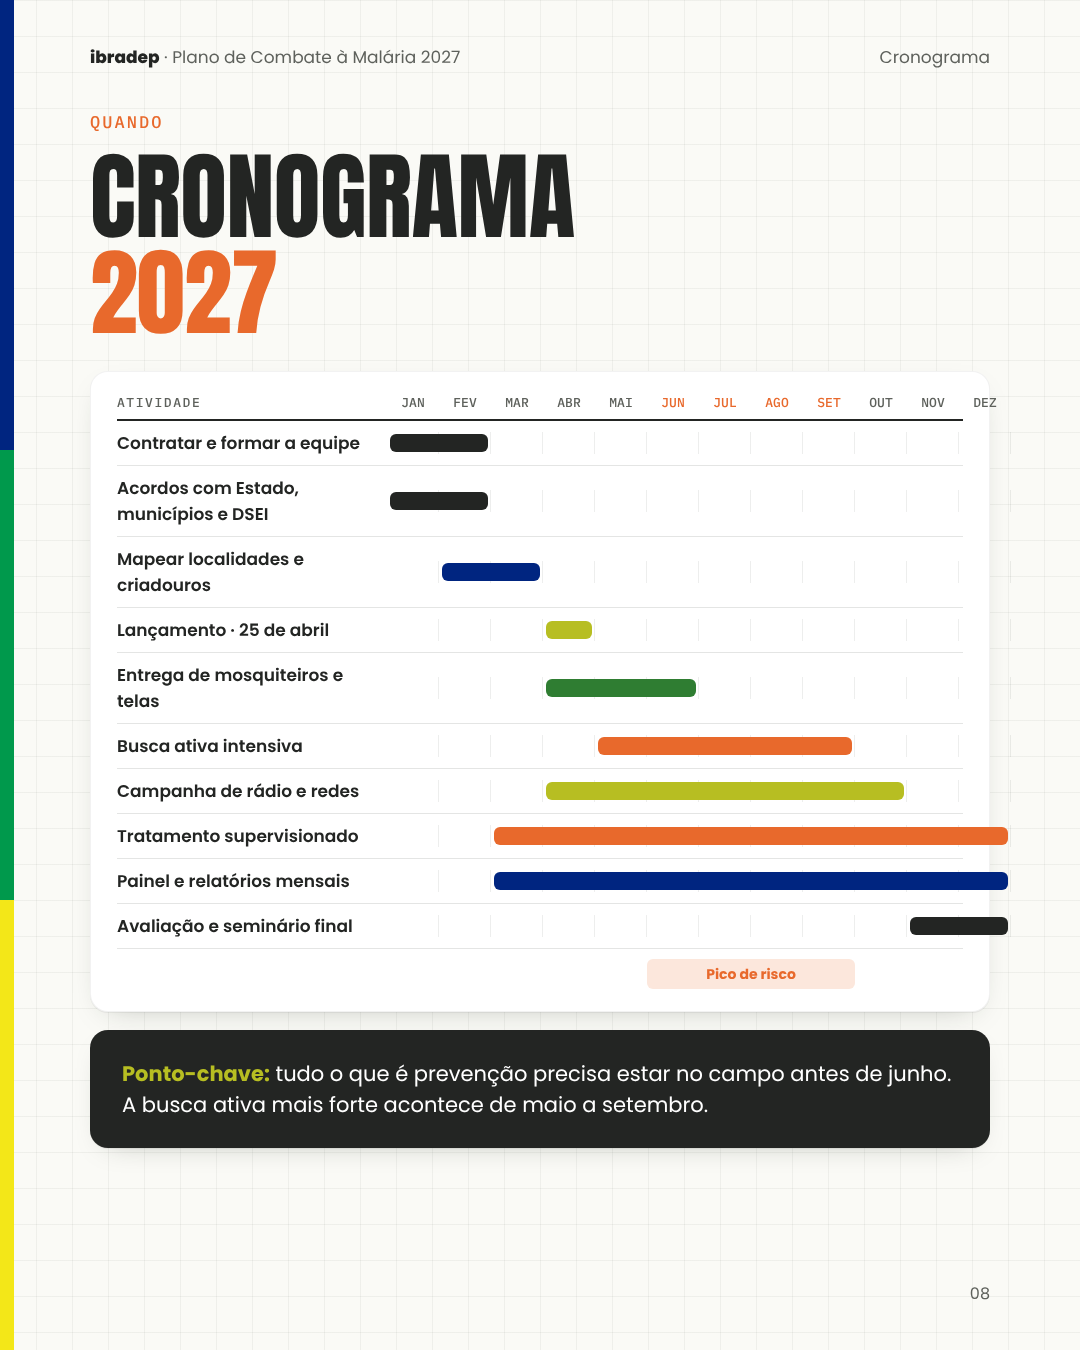 ibradep · Plano de Combate à Malária 2027
Cronograma
QUANDO
CRONOGRAMA
2027
ATIVIDADE JAN FEV MAR ABR MAI JUN JUL AGO SET OUT NOV DEZ
Contratar e formar a equipe
Acordos com Estado,
municípios e DSEI
Mapear localidades e
criadouros
Lançamento · 25 de abril
Entrega de mosquiteiros e
telas
Busca ativa intensiva
Campanha de rádio e redes
Tratamento supervisionado
Painel e relatórios mensais
Avaliação e seminário final
Pico de risco
Ponto-chave: tudo o que é prevenção precisa estar no campo antes de junho.
A busca ativa mais forte acontece de maio a setembro.
08